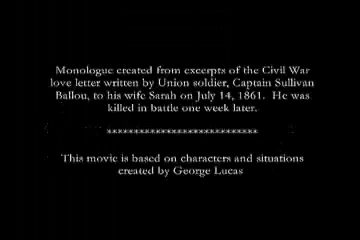 Monologue created from excerpts of the Civil War
love letter written by Union soldier, Captain Sullivan
Ballou, to his wife Sarah on July 14, 1861. He was
killed in battle one week later.
****************************
This movie is based on characters and situations
created by George Lucas